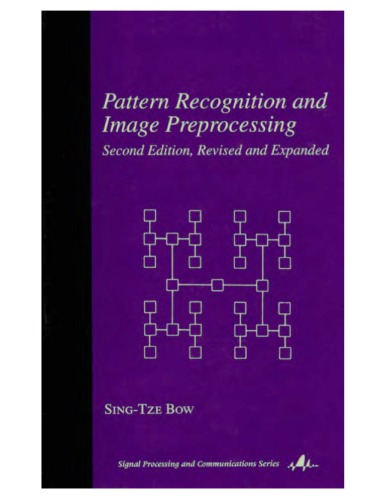 Pattern Recognition and
Image Preprocessing
Second Edition, Revised and Expanded
SING-TZE BOW
Signal Processing and Communications Series